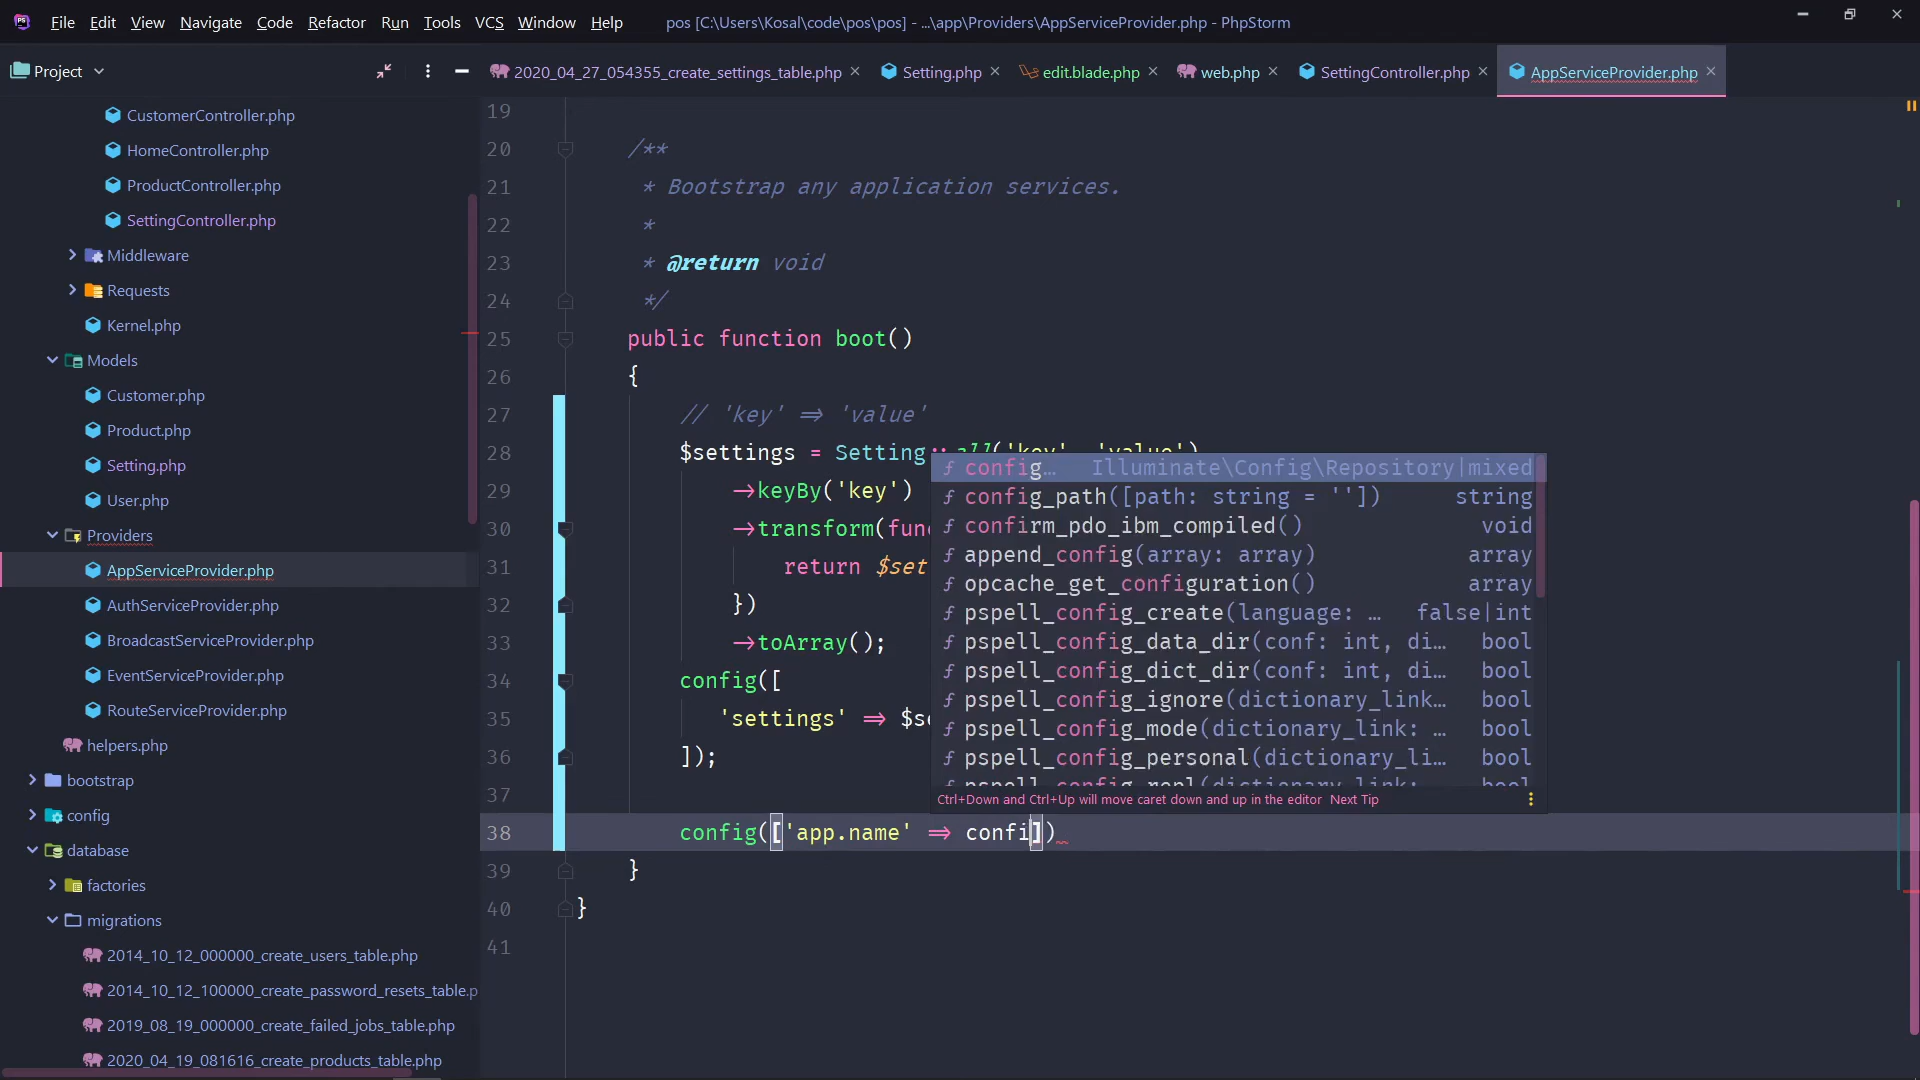 File Edit View Navigate Code Refactor Run Tools VCS Window Help pos [C:\Users\Kosal\code\pos\pos] - ...\app\Providers\AppServiceProvider.php - PhpStorm
Project
2020_04_27_054355_create_settings_table.php Setting.php edit.blade.php web.php SettingController.php AppServiceProvider.php
CustomerController.php
HomeController.php
ProductController.php
SettingController.php
Middleware
Requests
Kernel.php
Models
Customer.php
Product.php
Setting.php
User.php
Providers
AppServiceProvider.php
AuthServiceProvider.php
BroadcastServiceProvider.php
EventServiceProvider.php
RouteServiceProvider.php
helpers.php
bootstrap
config
database
factories
migrations
2014_10_12_000000_create_users_table.php
2014_10_12_100000_create_password_resets_table.p
2019_08_19_000000_create_failed_jobs_table.php
2020_04_19_081616_create_products_table.php
19
20 /**
21 * Bootstrap any application services.
22 *
23 * @return void
24 */
25 public function boot()
26 {
27 // 'key' => 'value'
28 $settings = Setting::all('key', 'value')
29 ->keyBy('key')
30 ->transform(func
31 return $set
32 })
33 ->toArray();
34 config([
35 'settings' => $se
36 ]);
37
38 config(['app.name' => confi])
39 }
40 }
41
config… Illuminate\Config\Repository|mixed
config_path([path: string = '']) string
confirm_pdo_ibm_compiled() void
append_config(array: array) array
opcache_get_configuration() array
pspell_config_create(language: … false|int
pspell_config_data_dir(conf: int, di… bool
pspell_config_dict_dir(conf: int, di… bool
pspell_config_ignore(dictionary_link… bool
pspell_config_mode(dictionary_link: … bool
pspell_config_personal(dictionary_li… bool
pspell_config_repl(dictionary_link: bool
Ctrl+Down and Ctrl+Up will move caret down and up in the editor Next Tip